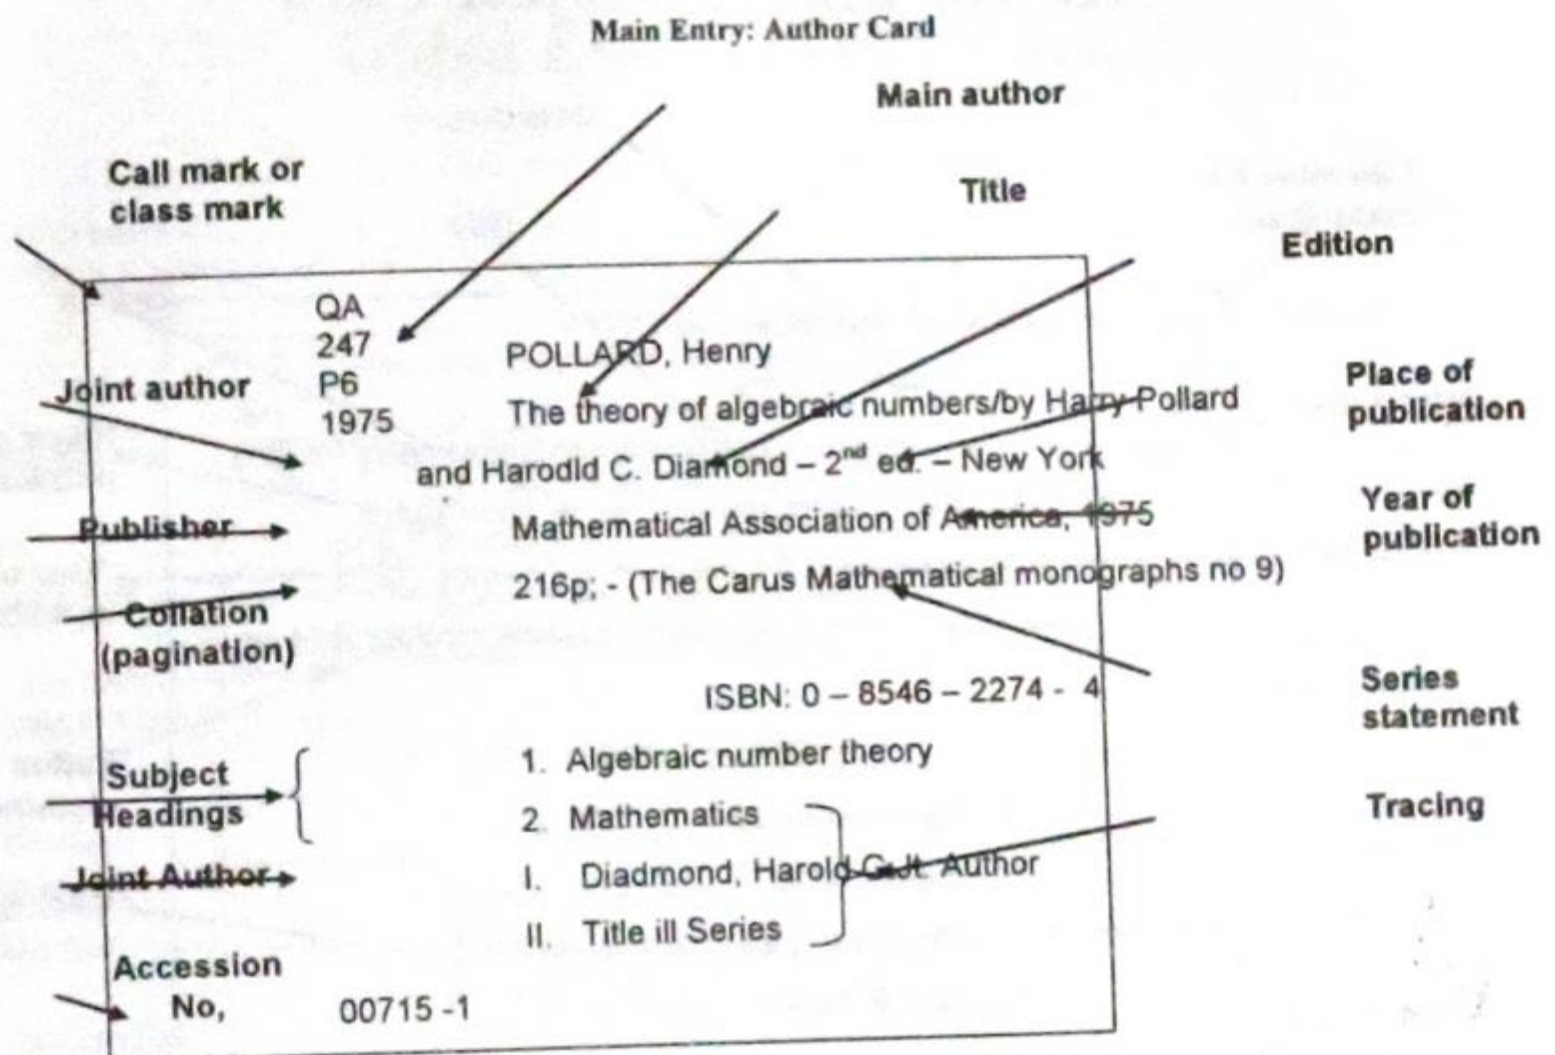 Main Entry: Author Card
Main author
Call mark or
class mark
Title
Edition
QA
247
P6
1975
POLLARD, Henry
Joint author
The theory of algebraic numbers/by Harry Pollard
Place of
publication
and Harodld C. Diamond – 2nd ed. – New York
Publisher
Mathematical Association of America, 1975
Year of
publication
216p; - (The Carus Mathematical monographs no 9)
Collation
(pagination)
ISBN: 0 – 8546 – 2274 - 4
Series
statement
Subject
Headings
1. Algebraic number theory
2. Mathematics
Tracing
Joint Author
I. Diadmond, Harold G.Jt. Author
II. Title ill Series
Accession
No,
00715 -1